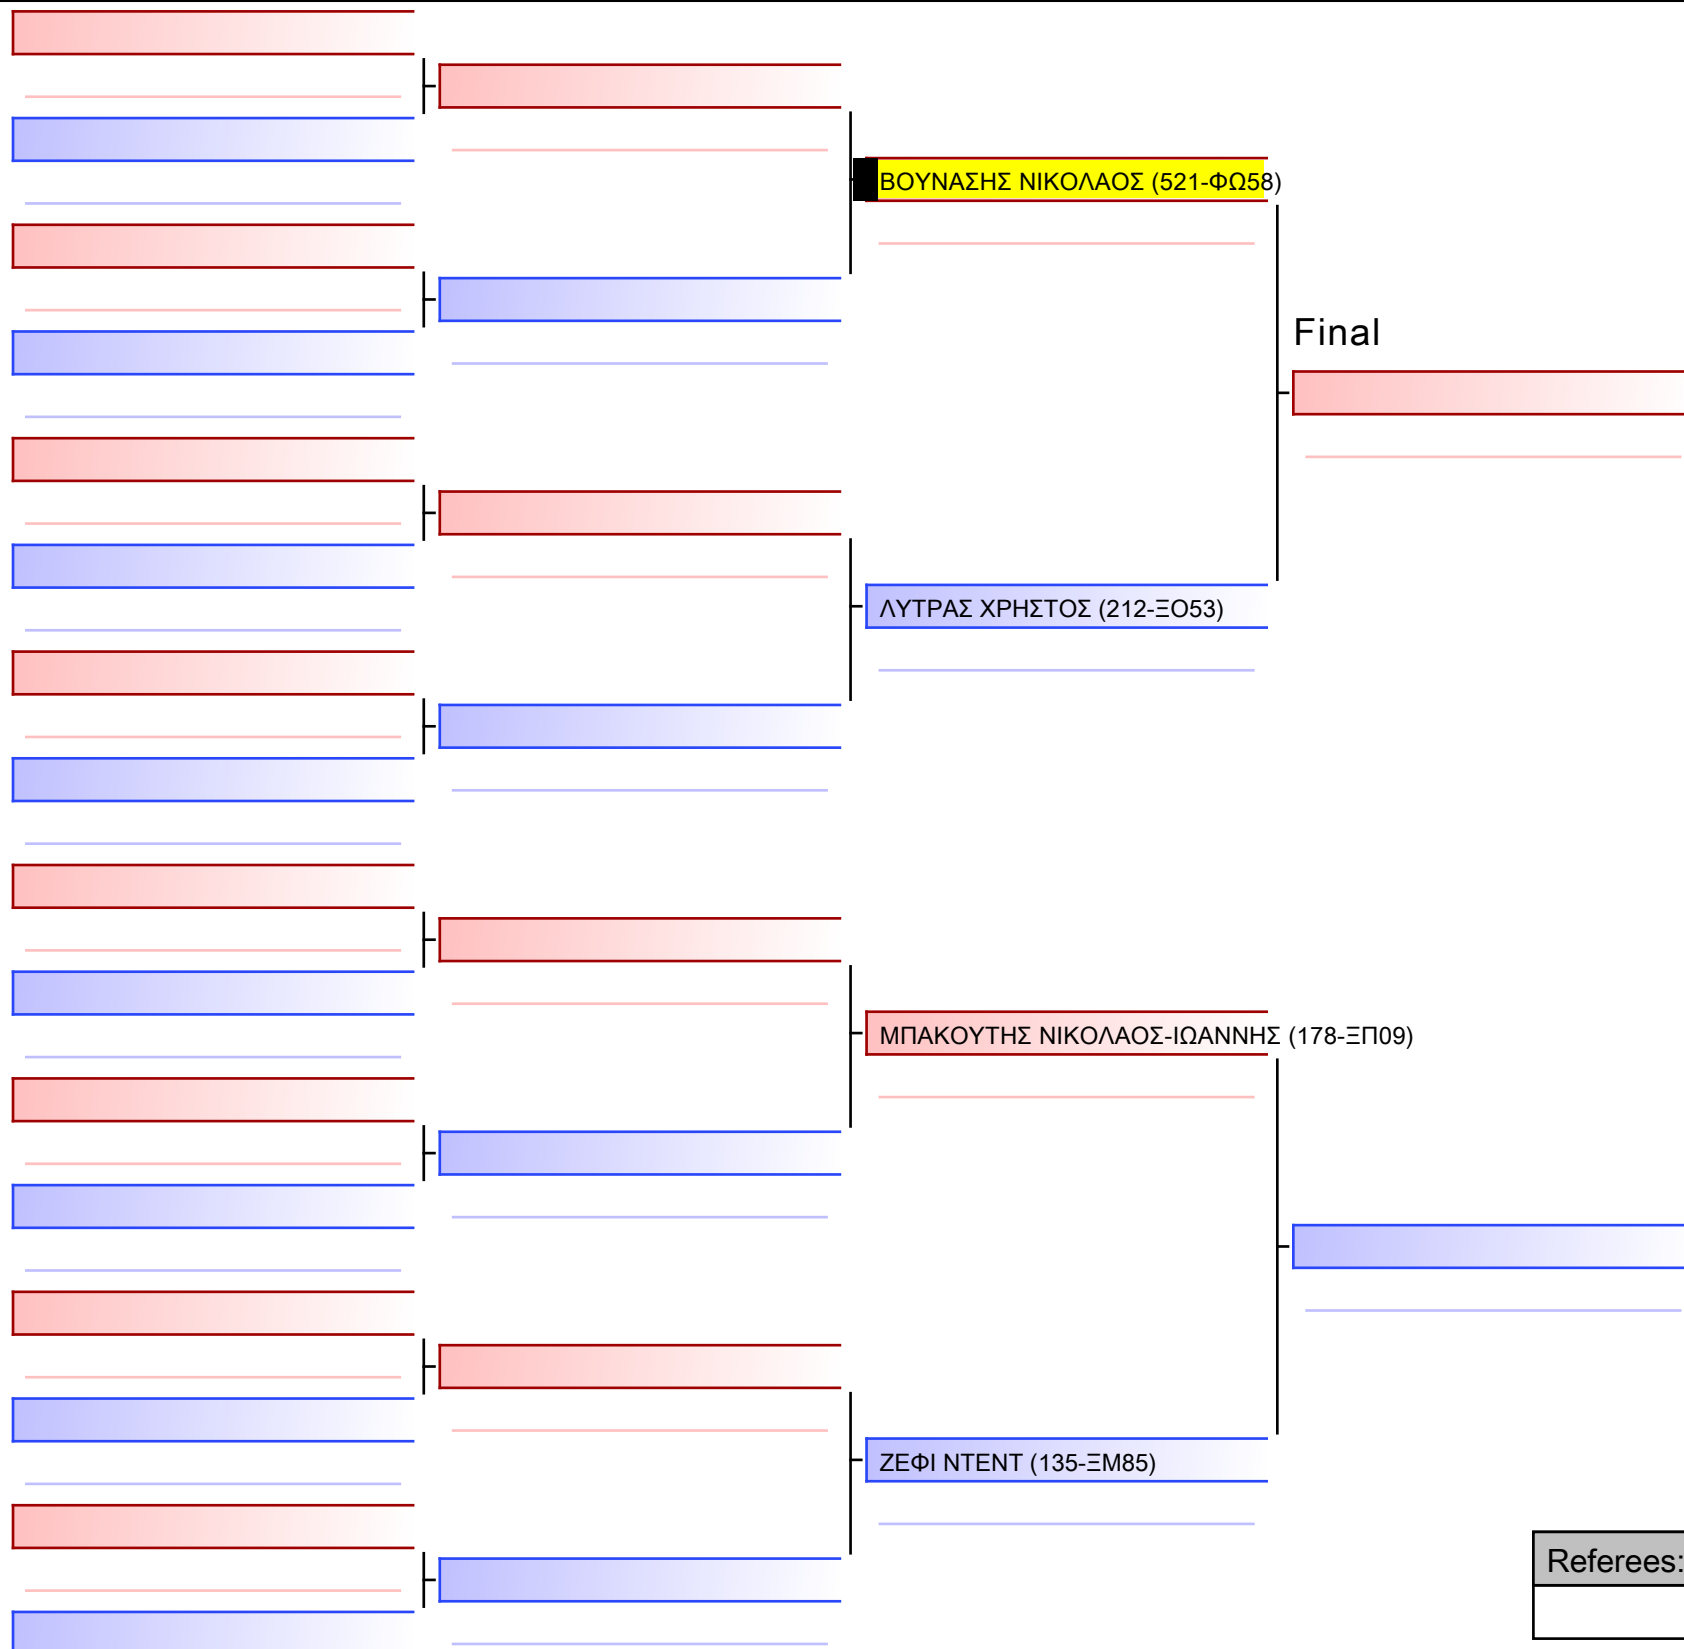 ΒΟΥΝΑΣΗΣ ΝΙΚΟΛΑΟΣ (521-ΦΩ58)
Final
ΛΥΤΡΑΣ ΧΡΗΣΤΟΣ (212-ΞΟ53)
ΜΠΑΚΟΥΤΗΣ ΝΙΚΟΛΑΟΣ-ΙΩΑΝΝΗΣ (178-ΞΠ09)
ΖΕΦΙ ΝΤΕΝΤ (135-ΞΜ85)
Referees: